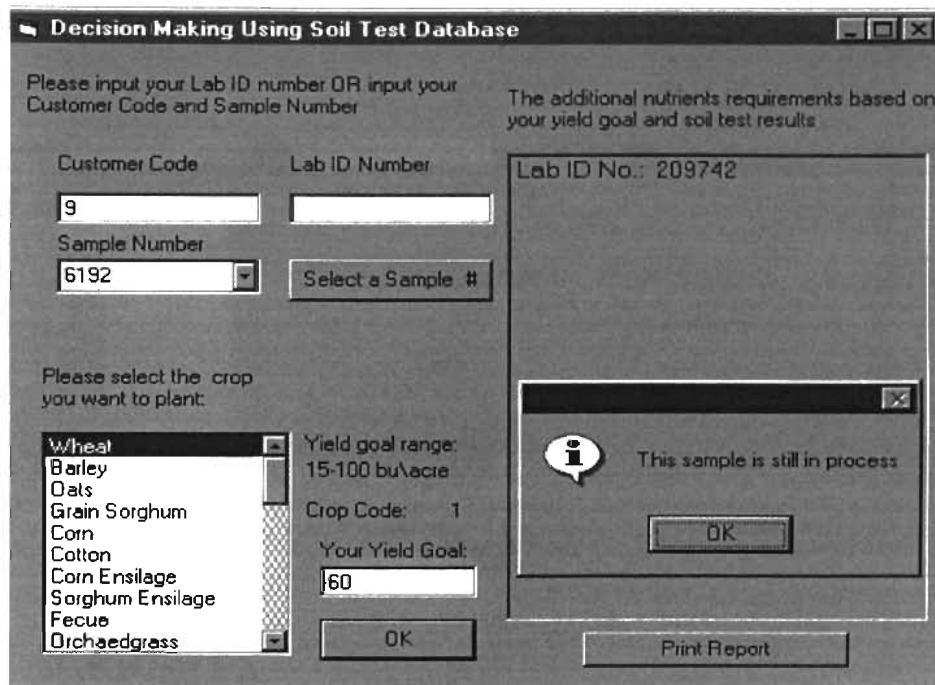 Decision Making Using Soil Test Database
Please input your Lab ID number OR input your
Customer Code and Sample Number
Customer Code
Lab ID Number
9
Sample Number
6192
Select a Sample #
Please select the crop
you want to plant:
Wheat
Barley
Oats
Grain Sorghum
Corn
Cotton
Corn Ensilage
Sorghum Ensilage
Fecue
Orchaedgrass
Yield goal range:
15-100 bu\acre
Crop Code: 1
Your Yield Goal:
60
OK
The additional nutrients requirements based on
your yield goal and soil test results
Lab ID No.: 209742
This sample is still in process
OK
Print Report